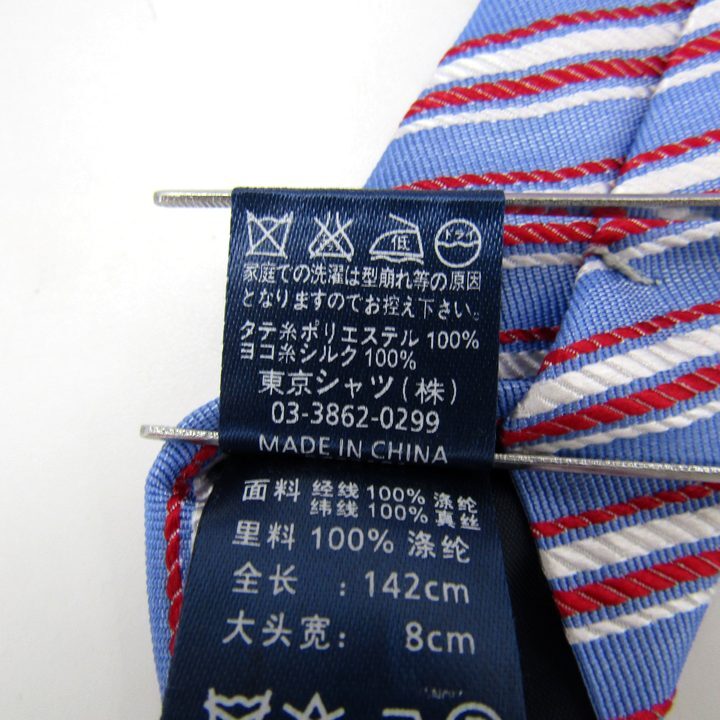 低 ドライ
家庭での洗濯は型崩れ等の原因
となりますのでお控え下さい。
タテ糸ポリエステル 100%
ヨコ糸シルク 100%
東京シャツ(株)
03-3862-0299
MADE IN CHINA
面料 经线 100% 涤纶
纬线 100% 真丝
里料 100% 涤纶
全长 : 142cm
大头宽: 8cm